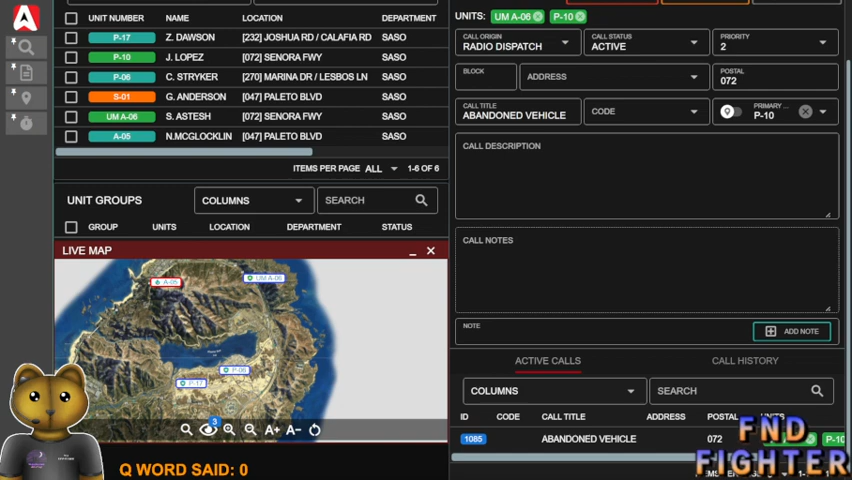 UNITS: UM A-06 P-10
UNIT NUMBER NAME LOCATION DEPARTMENT
P-17 Z. DAWSON [232] JOSHUA RD / CALAFIA RD SASO
P-10 J. LOPEZ [072] SENORA FWY SASO
P-06 C. STRYKER [270] MARINA DR / LESBOS LN SASO
S-01 G. ANDERSON [047] PALETO BLVD SASO
UM A-06 S. ASTESH [072] SENORA FWY SASO
A-05 N.MCGLOCKLIN [047] PALETO BLVD SASO
ITEMS PER PAGE ALL 1-6 OF 6
UNIT GROUPS COLUMNS SEARCH
GROUP UNITS LOCATION DEPARTMENT STATUS
LIVE MAP
A-05
UM A-06
P-06
P-17
3
A+ A-
Q WORD SAID: 0
CALL ORIGIN CALL STATUS PRIORITY
RADIO DISPATCH ACTIVE 2
BLOCK ADDRESS POSTAL
072
CALL TITLE CODE PRIMARY ...
ABANDONED VEHICLE P-10
CALL DESCRIPTION
CALL NOTES
NOTE ADD NOTE
ACTIVE CALLS CALL HISTORY
COLUMNS SEARCH
ID CODE CALL TITLE ADDRESS POSTAL UNITS
1085 ABANDONED VEHICLE 072 P-10
FND
FIGHTER